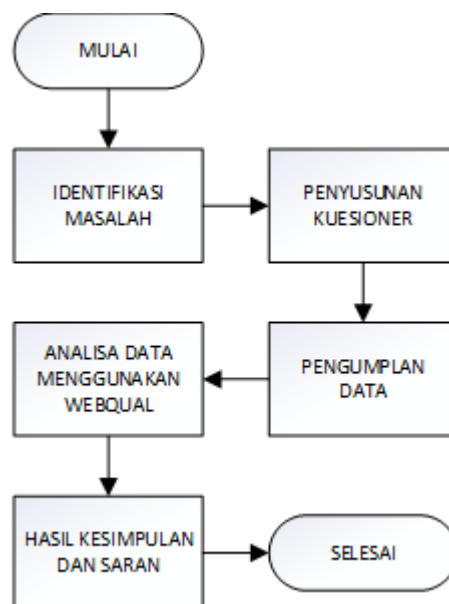 MULAI
IDENTIFIKASI
MASALAH
PENYUSUNAN
KUESIONER
PENGUMPLAN
DATA
ANALISA DATA
MENGGUNAKAN
WEBQUAL
HASIL KESIMPULAN
DAN SARAN
SELESAI